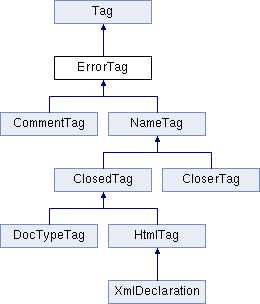 Tag
ErrorTag
CommentTag NameTag
ClosedTag CloserTag
DocTypeTag HtmlTag
XmlDeclaration